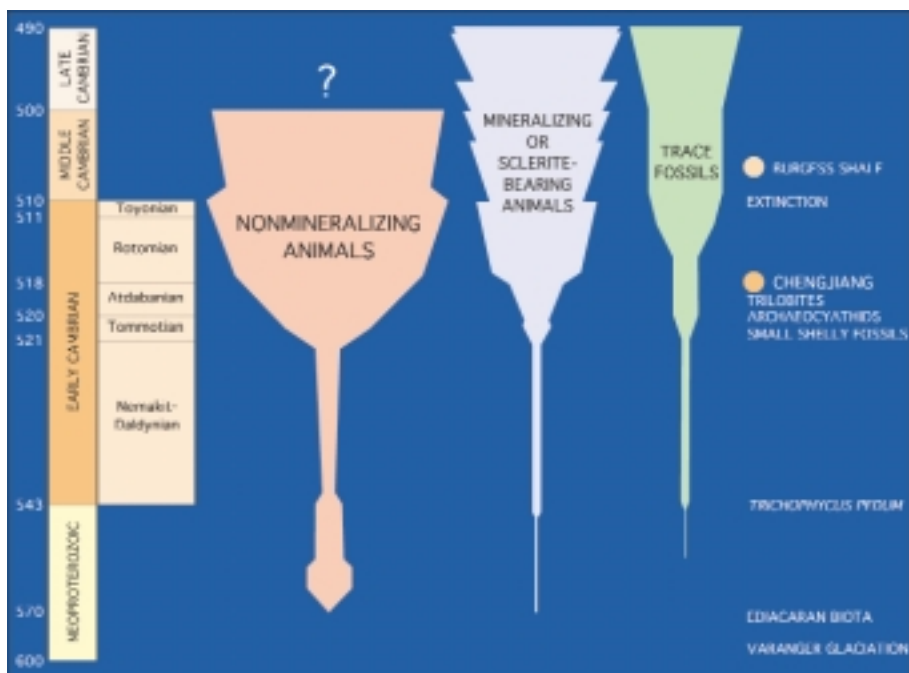 490
LATE
CAMBRIAN
500
MIDDLE
CAMBRIAN
510
511
518
520
521
543
570
600
EARLY CAMBRIAN
NEOPROTEROZOIC
Toyonian
Botomian
Atdabanian
Tommotian
Nemakit-
Daldynian
?
NONMINERALIZING
ANIMALS
MINERALIZING
OR
SCLERITE-
BEARING
ANIMALS
TRACE
FOSSILS
BURGESS SHALE
EXTINCTION
CHENGJIANG
TRILOBITES
ARCHAEOCYATHIDS
SMALL SHELLY FOSSILS
TRICHOPHYCUS PEDUM
EDIACARAN BIOTA
VARANGER GLACIATION